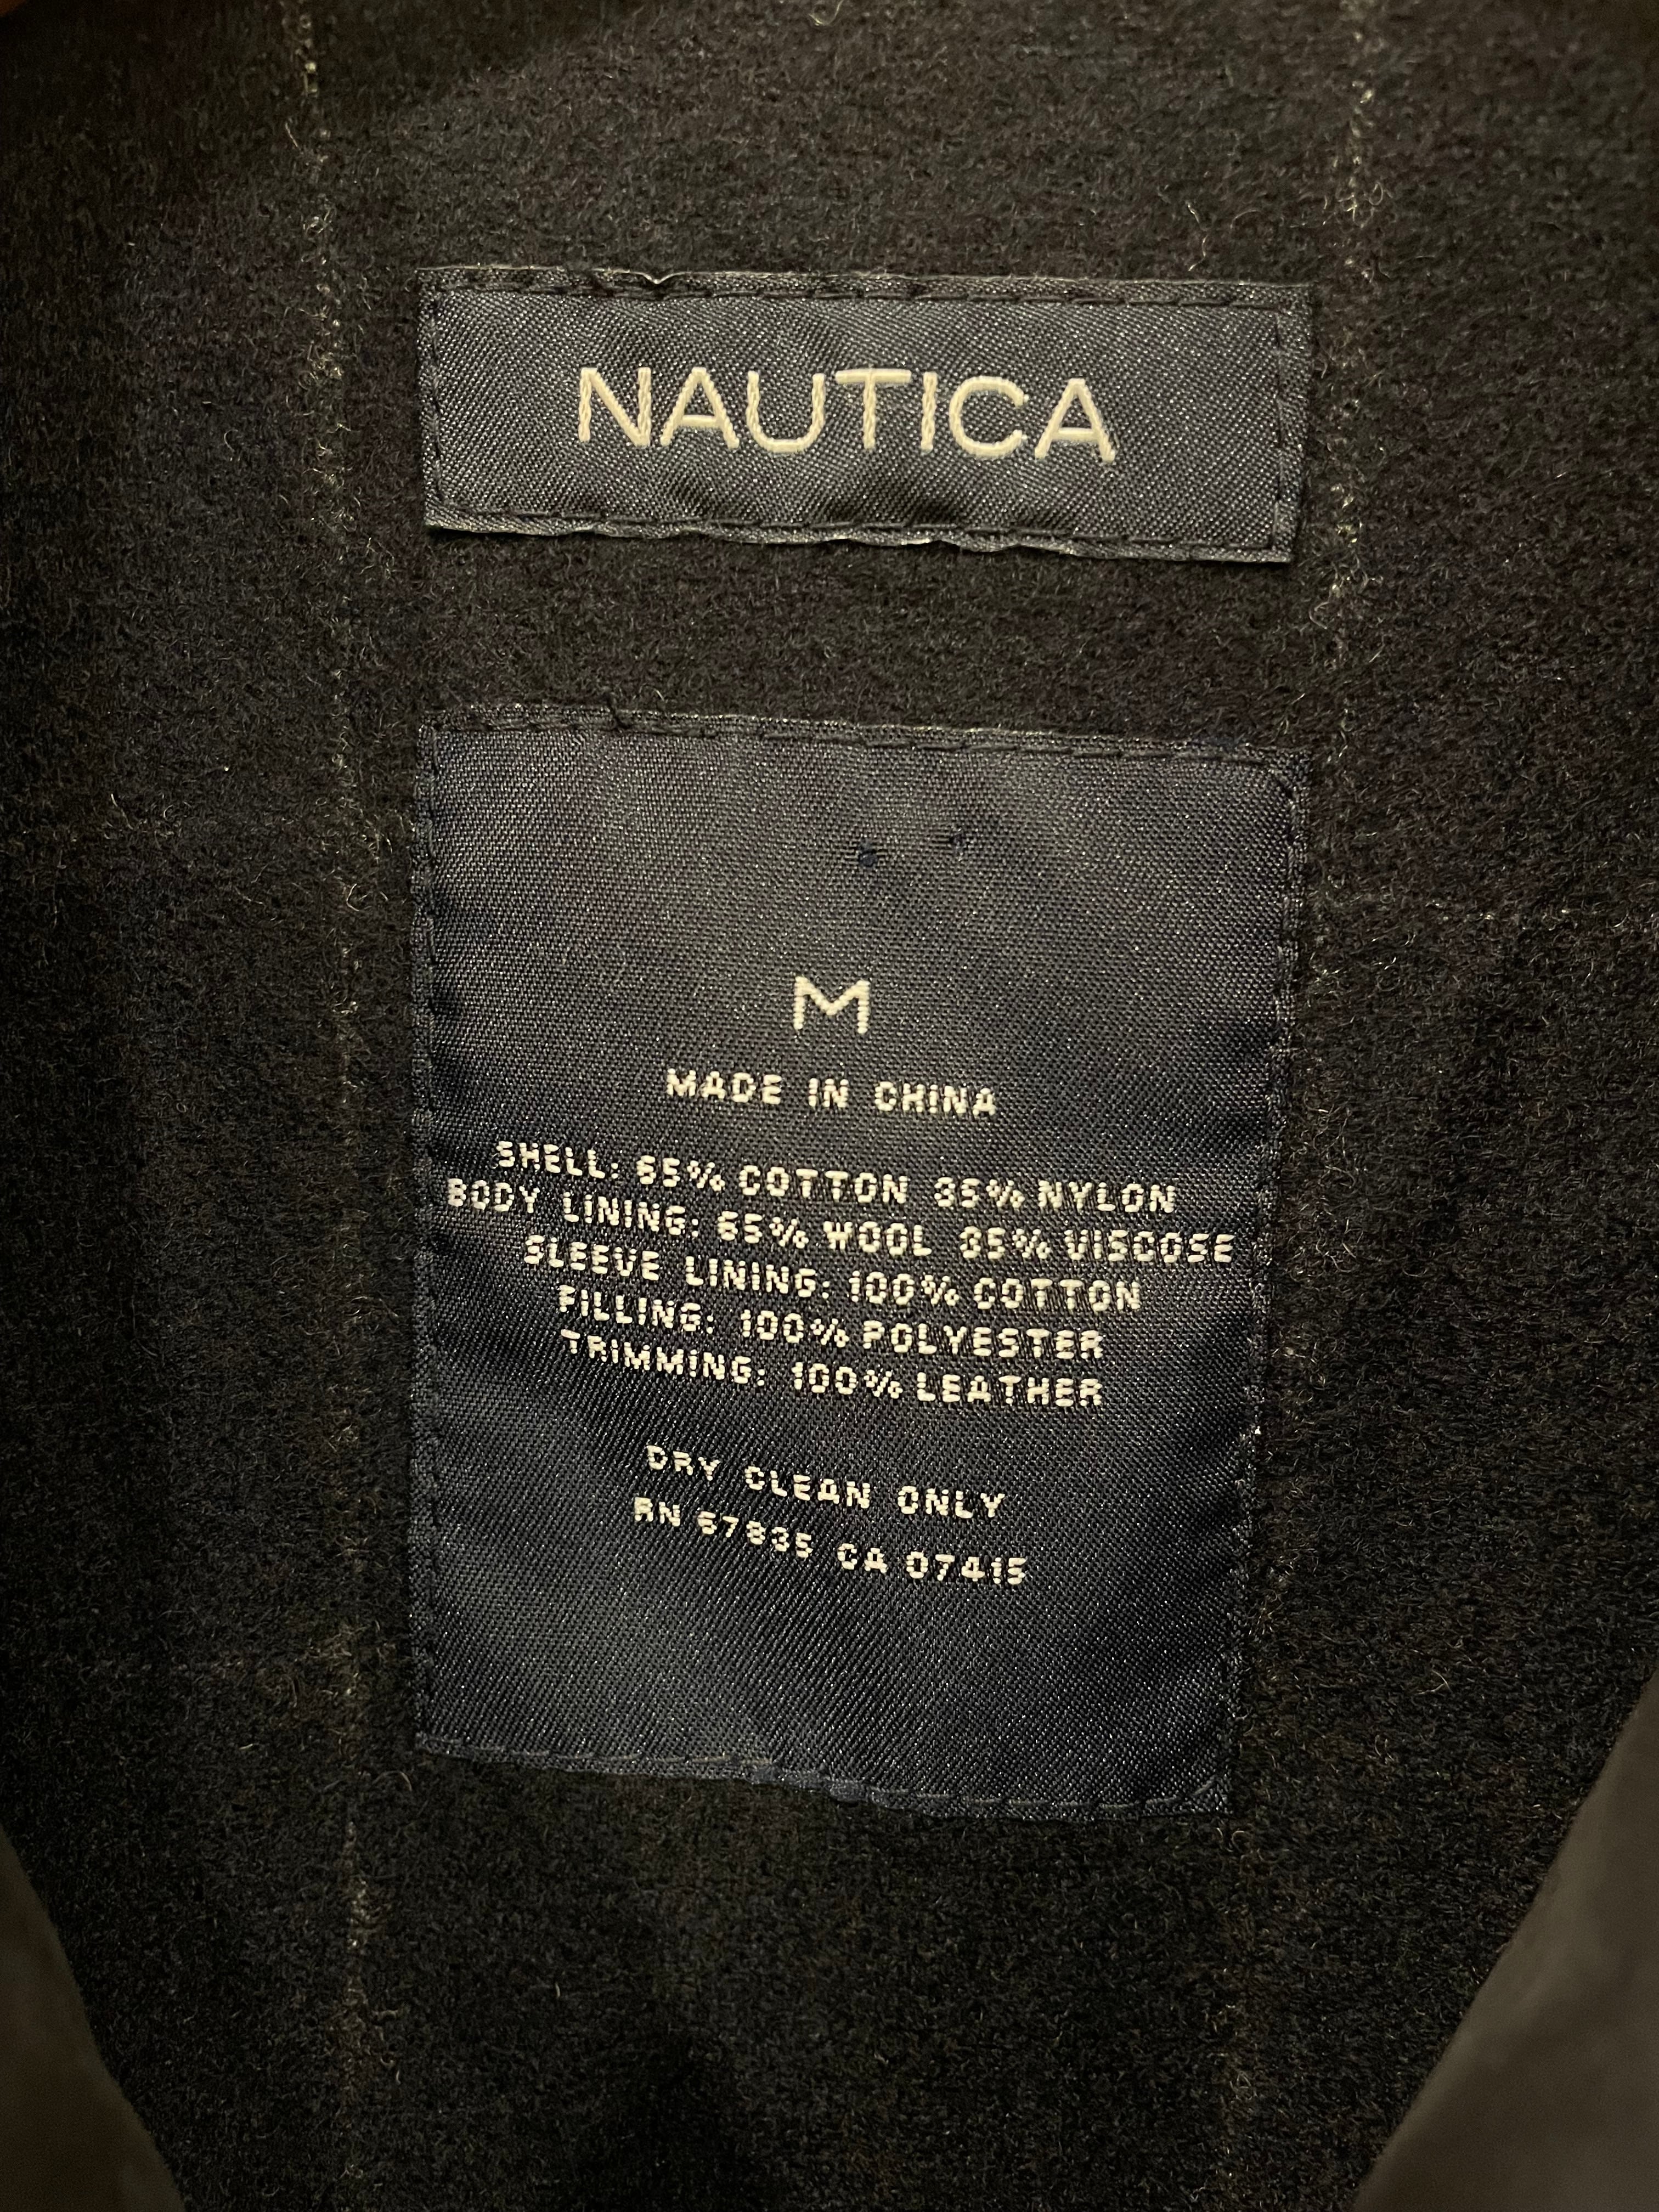 NAUTICA
M
MADE IN CHINA
SHELL: 65% COTTON 35% NYLON
BODY LINING: 65% WOOL 35% VISCOSE
SLEEVE LINING: 100% COTTON
FILLING: 100% POLYESTER
TRIMMING: 100% LEATHER
DRY CLEAN ONLY
RN 67835 CA 07415